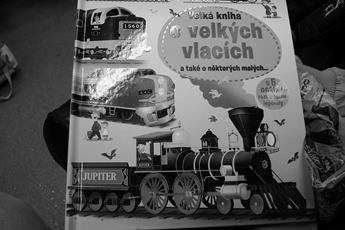 Velká kniha
o velkých
vlacích
a také o některých malých...
JUPITER